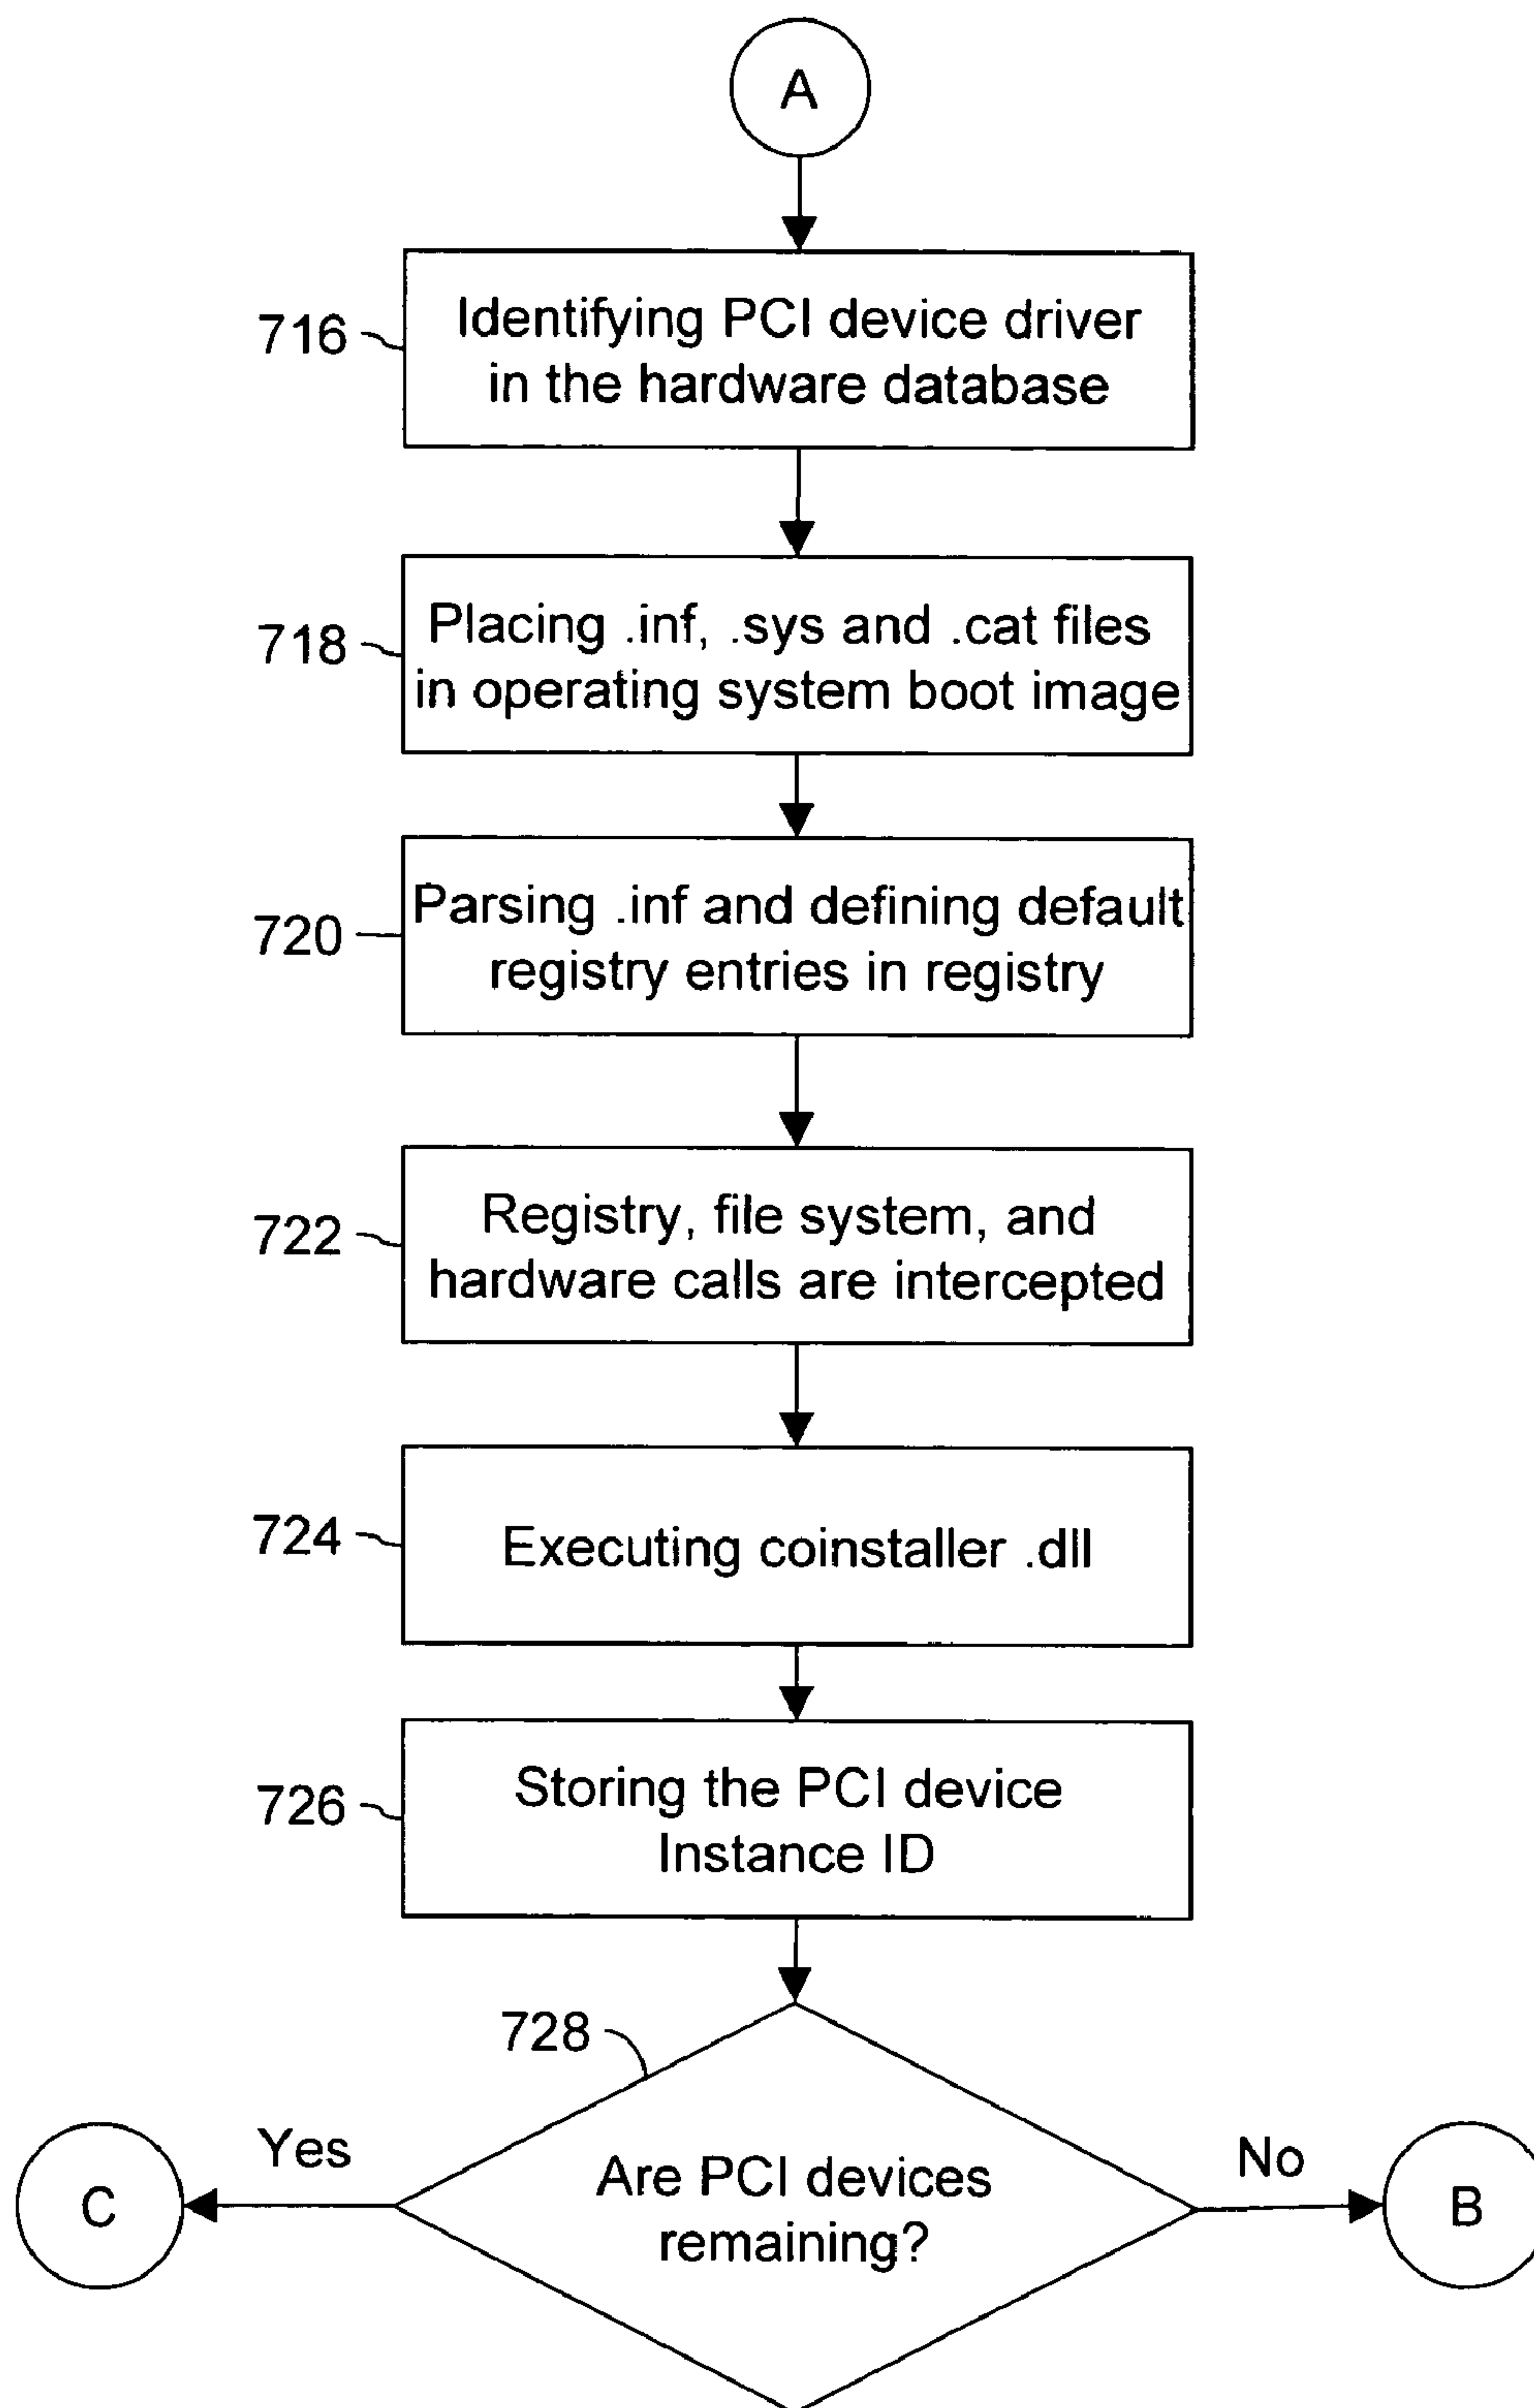 A
716
Identifying PCI device driver
in the hardware database
718
Placing .inf, .sys and .cat files
in operating system boot image
720
Parsing .inf and defining default
registry entries in registry
722
Registry, file system, and
hardware calls are intercepted
724
Executing coinstaller .dll
726
Storing the PCI device
Instance ID
728
Yes
No
C
Are PCI devices
remaining?
B